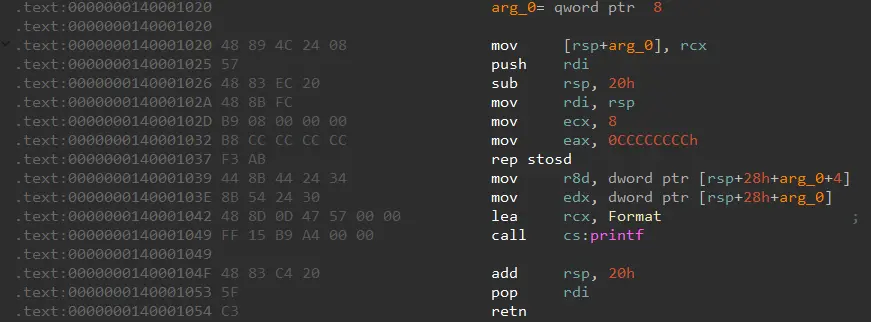 .text:0000000140001020 arg_0= qword ptr 8
.text:0000000140001020
.text:0000000140001020 48 89 4C 24 08 mov [rsp+arg_0], rcx
.text:0000000140001025 57 push rdi
.text:0000000140001026 48 83 EC 20 sub rsp, 20h
.text:000000014000102A 48 8B FC mov rdi, rsp
.text:000000014000102D B9 08 00 00 00 mov ecx, 8
.text:0000000140001032 B8 CC CC CC CC mov eax, 0CCCCCCCCh
.text:0000000140001037 F3 AB rep stosd
.text:0000000140001039 44 8B 44 24 34 mov r8d, dword ptr [rsp+28h+arg_0+4]
.text:000000014000103E 8B 54 24 30 mov edx, dword ptr [rsp+28h+arg_0]
.text:0000000140001042 48 8D 0D 47 57 00 00 lea rcx, Format ;
.text:0000000140001049 FF 15 B9 A4 00 00 call cs:printf
.text:0000000140001049
.text:000000014000104F 48 83 C4 20 add rsp, 20h
.text:0000000140001053 5F pop rdi
.text:0000000140001054 C3 retn